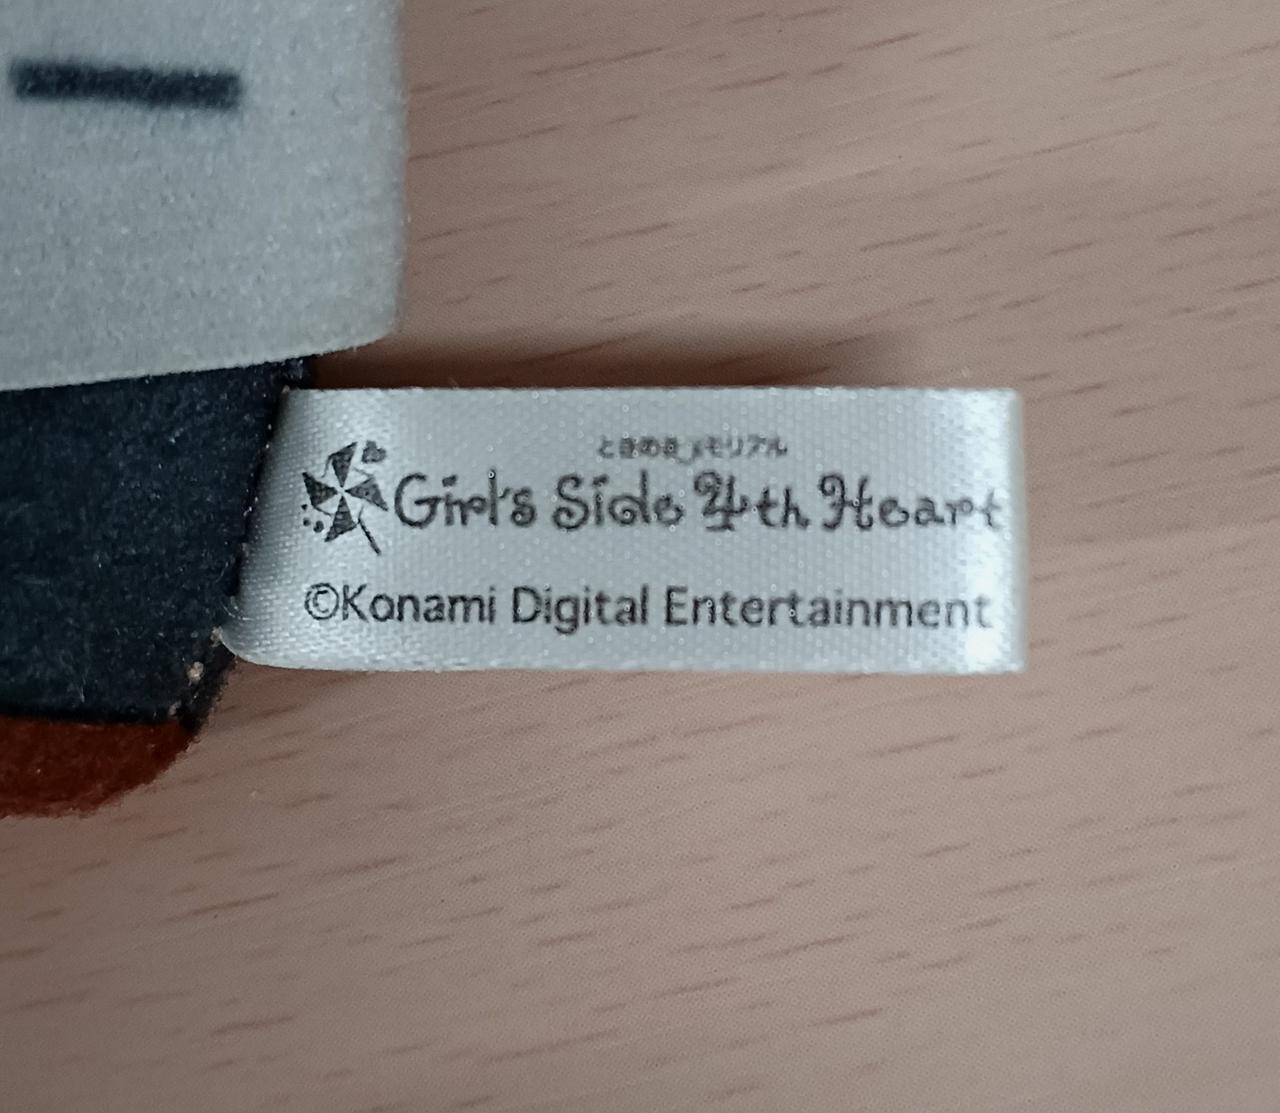 ときめきメモリアル
Girl's Side 4th Heart
©Konami Digital Entertainment